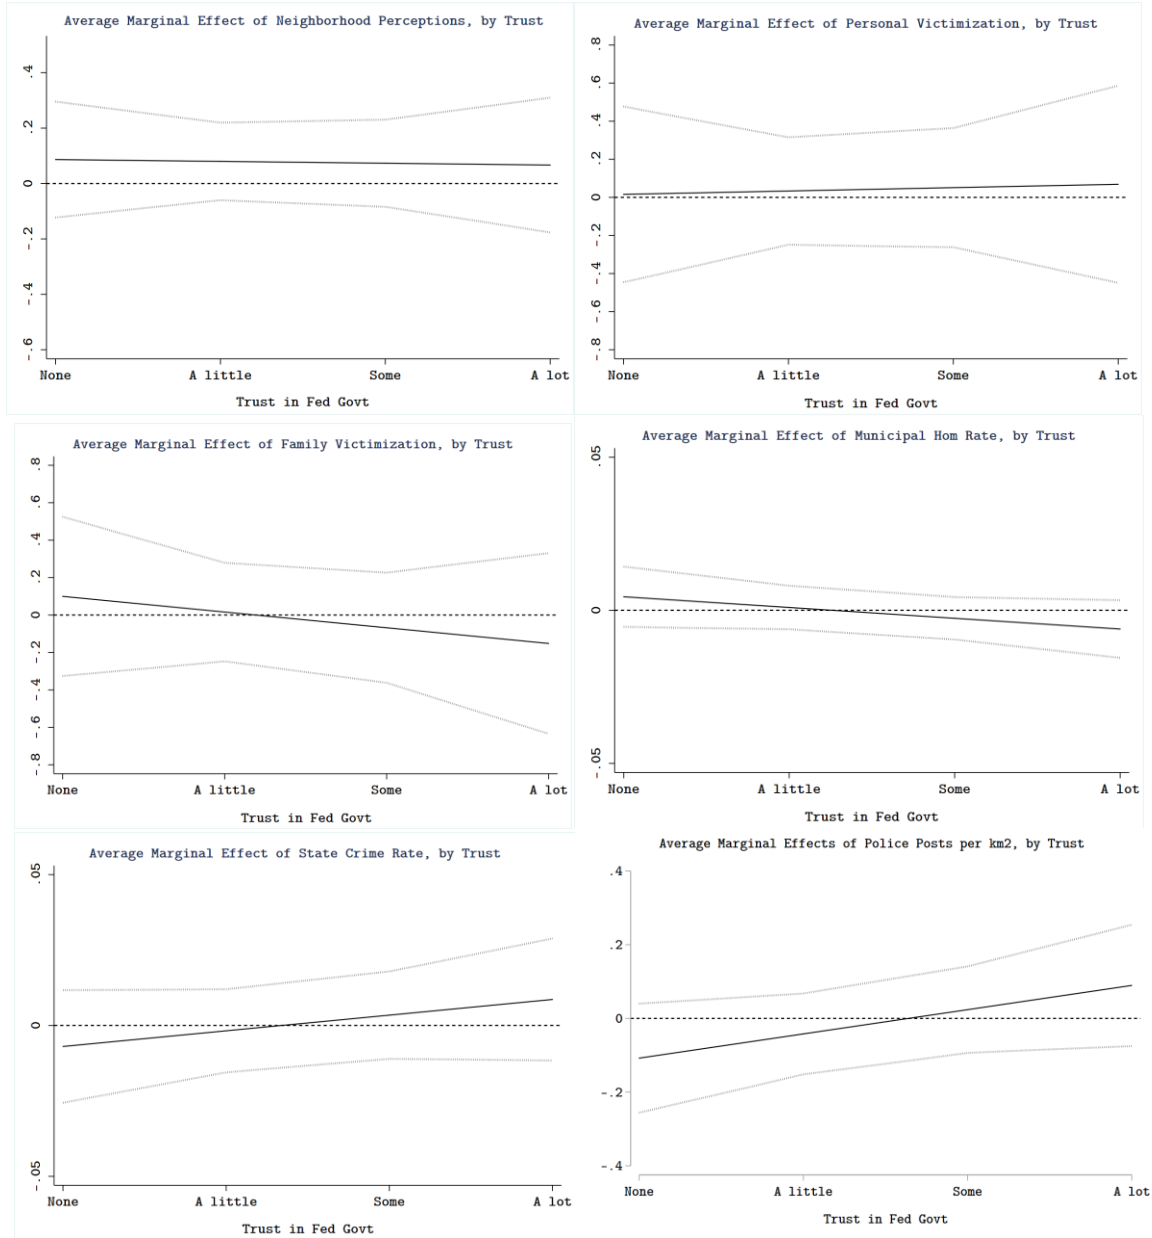 Average Marginal Effect of Neighborhood Perceptions, by Trust
.4
.2
0
-.2
-.4
-.6
None A little Some A lot
Trust in Fed Govt
Average Marginal Effect of Personal Victimization, by Trust
.8
.6
.4
.2
0
-.2
-.4
-.6
-.8
None A little Some A lot
Trust in Fed Govt
Average Marginal Effect of Family Victimization, by Trust
.8
.6
.4
.2
0
-.2
-.4
-.6
-.8
None A little Some A lot
Trust in Fed Govt
Average Marginal Effect of Municipal Hom Rate, by Trust
.05
0
-.05
None A little Some A lot
Trust in Fed Govt
Average Marginal Effect of State Crime Rate, by Trust
.05
0
-.05
None A little Some A lot
Trust in Fed Govt
Average Marginal Effects of Police Posts per km2, by Trust
.4
.2
0
-.2
-.4
None A little Some A lot
Trust in Fed Govt